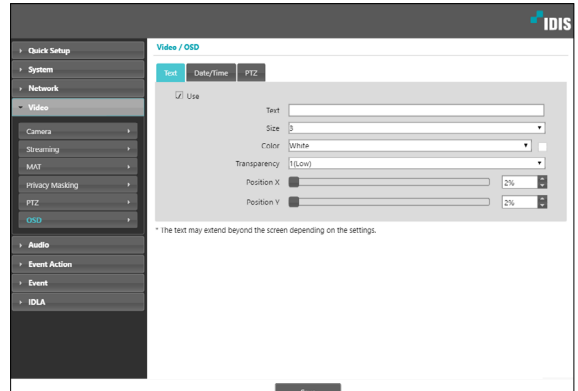 IDIS
Quick Setup
System
Network
Video
Camera
Streaming
MAT
Privacy Masking
PTZ
OSD
Audio
Event Action
Event
IDLA
Video / OSD
Text Date/Time PTZ
Use
Text
Size 3
Color White
Transparency 1(Low)
Position X 2%
Position Y 2%
* The text may extend beyond the screen depending on the settings.